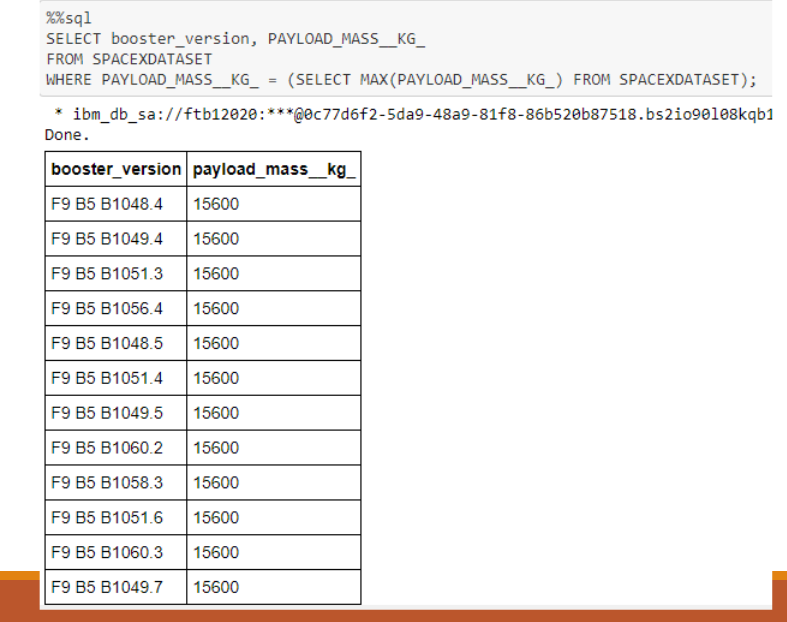 %%sql
SELECT booster_version, PAYLOAD_MASS__KG_
FROM SPACEXDATASET
WHERE PAYLOAD_MASS__KG_ = (SELECT MAX(PAYLOAD_MASS__KG_) FROM SPACEXDATASET);
* ibm_db_sa://ftb12020:***@0c77d6f2-5da9-48a9-81f8-86b520b87518.bs2io90l08kqb1
Done.
booster_version payload_mass__kg_
F9 B5 B1048.4 15600
F9 B5 B1049.4 15600
F9 B5 B1051.3 15600
F9 B5 B1056.4 15600
F9 B5 B1048.5 15600
F9 B5 B1051.4 15600
F9 B5 B1049.5 15600
F9 B5 B1060.2 15600
F9 B5 B1058.3 15600
F9 B5 B1051.6 15600
F9 B5 B1060.3 15600
F9 B5 B1049.7 15600